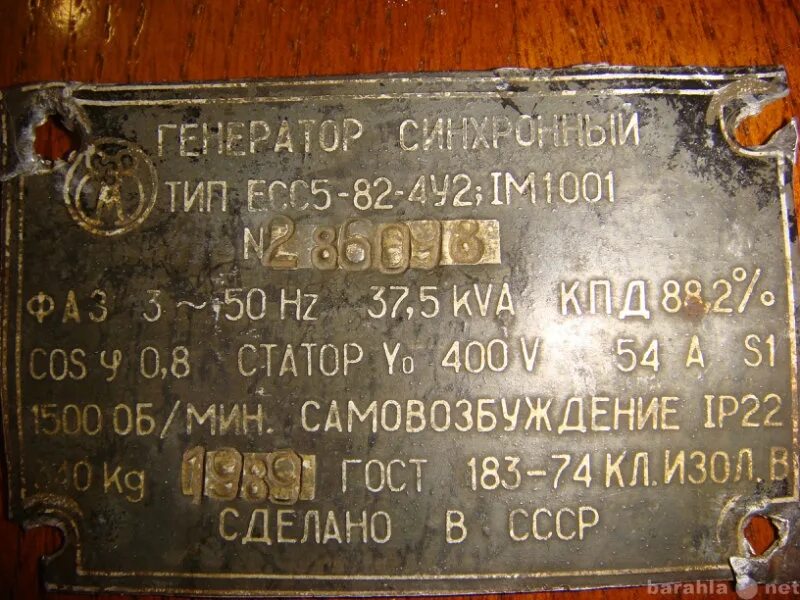 ГЕНЕРАТОР СИНХРОННЫЙ
ТИП ЕСС5-82-4У2; IM1001
N 286098
ФАЗ 3 ~ 50 Hz 37,5 KVA КПД 88,2%
COS φ 0,8 СТАТОР Y₀ 400 V 54 A S1
1500 ОБ/МИН. САМОВОЗБУЖДЕНИЕ IP22
340 Kg 1989 ГОСТ 183-74 КЛ. ИЗОЛ. В
СДЕЛАНО В СССР
barahla.net